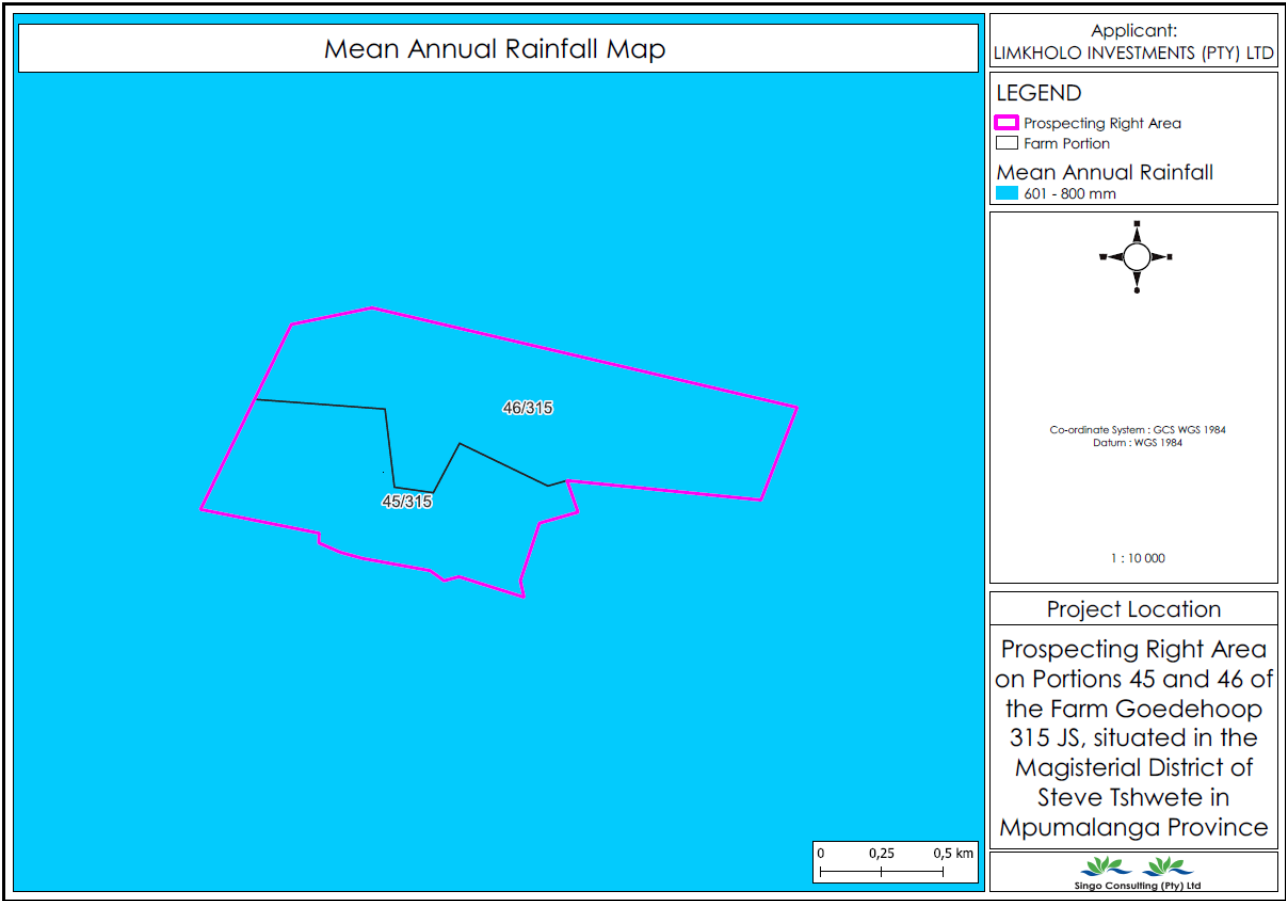 Mean Annual Rainfall Map
46/315
45/315
0 0,25 0,5 km
Applicant:
LIMKHOLO INVESTMENTS (PTY) LTD
LEGEND
Prospecting Right Area
Farm Portion
Mean Annual Rainfall
601 - 800 mm
Co-ordinate System : GCS WGS 1984
Datum : WGS 1984
1 : 10 000
Project Location
Prospecting Right Area
on Portions 45 and 46 of
the Farm Goedehoop
315 JS, situated in the
Magisterial District of
Steve Tshwete in
Mpumalanga Province
Singo Consulting (Pty) Ltd